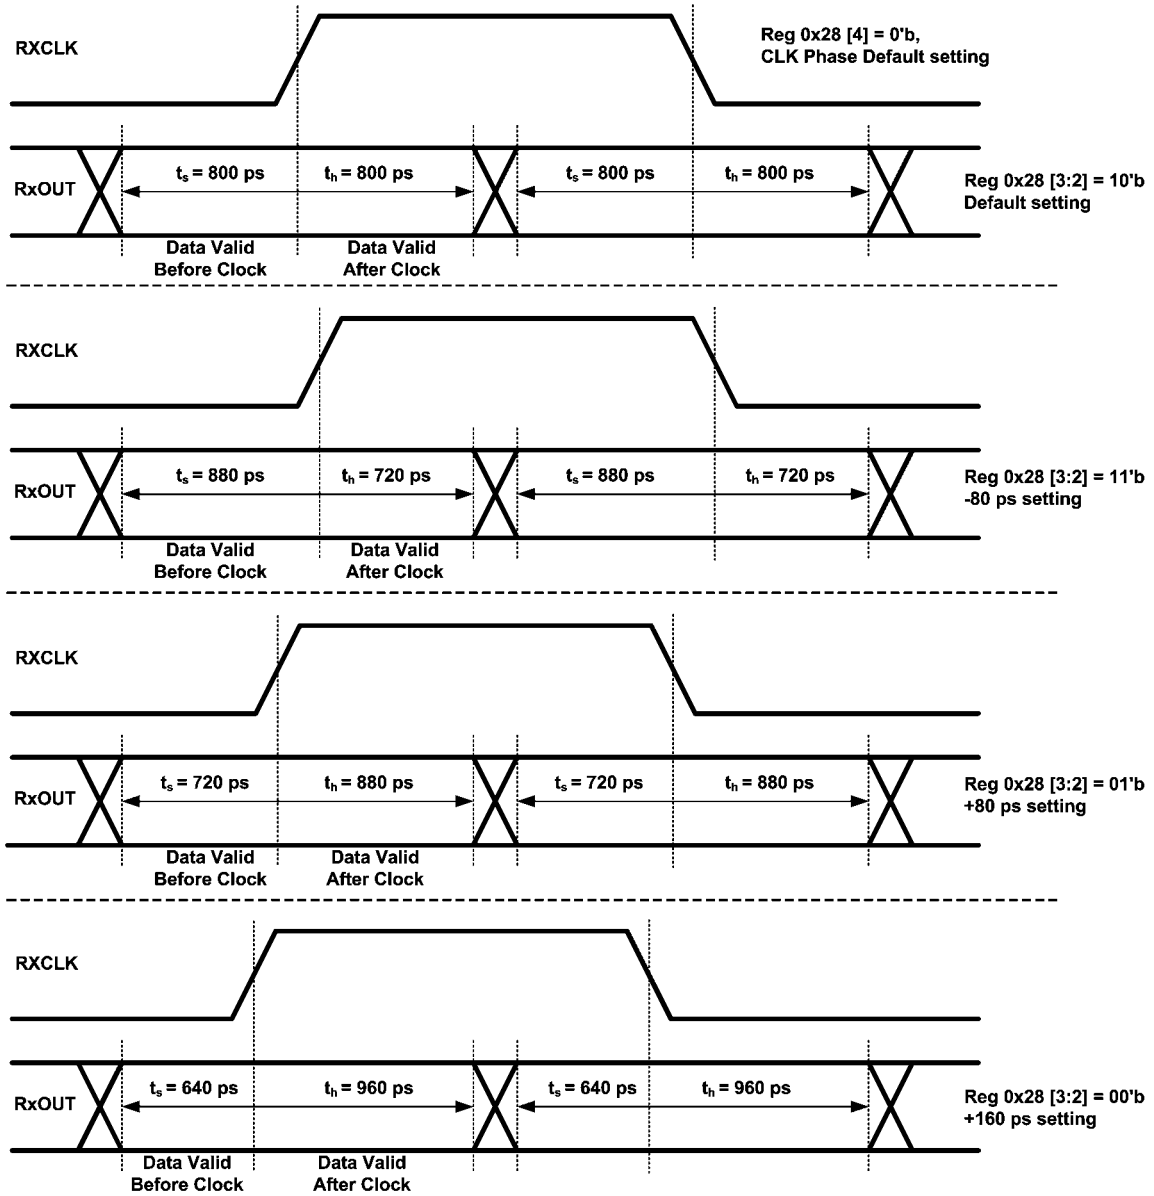 RXCLK
Reg 0x28 [4] = 0'b,
CLK Phase Default setting
RxOUT
ts = 800 ps
th = 800 ps
ts = 800 ps
th = 800 ps
Reg 0x28 [3:2] = 10'b
Default setting
Data Valid
Before Clock
Data Valid
After Clock
RXCLK
RxOUT
ts = 880 ps
th = 720 ps
ts = 880 ps
th = 720 ps
Reg 0x28 [3:2] = 11'b
-80 ps setting
Data Valid
Before Clock
Data Valid
After Clock
RXCLK
RxOUT
ts = 720 ps
th = 880 ps
ts = 720 ps
th = 880 ps
Reg 0x28 [3:2] = 01'b
+80 ps setting
Data Valid
Before Clock
Data Valid
After Clock
RXCLK
RxOUT
ts = 640 ps
th = 960 ps
ts = 640 ps
th = 960 ps
Reg 0x28 [3:2] = 00'b
+160 ps setting
Data Valid
Before Clock
Data Valid
After Clock